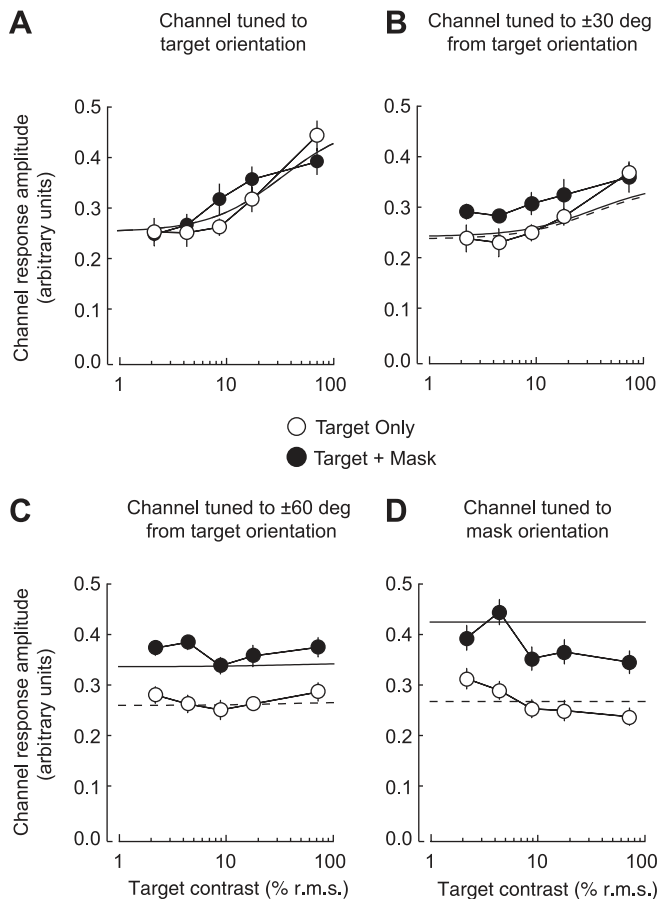 A
Channel tuned to
target orientation
B
Channel tuned to ±30 deg
from target orientation
Channel response amplitude
(arbitrary units)
0.5
0.4
0.3
0.2
0.1
0.0
1
10
100
0.5
0.4
0.3
0.2
0.1
0.0
1
10
100
Target Only
Target + Mask
C
Channel tuned to ±60 deg
from target orientation
D
Channel tuned to
mask orientation
Channel response amplitude
(arbitrary units)
0.5
0.4
0.3
0.2
0.1
0.0
1
10
100
Target contrast (% r.m.s.)
0.5
0.4
0.3
0.2
0.1
0.0
1
10
100
Target contrast (% r.m.s.)